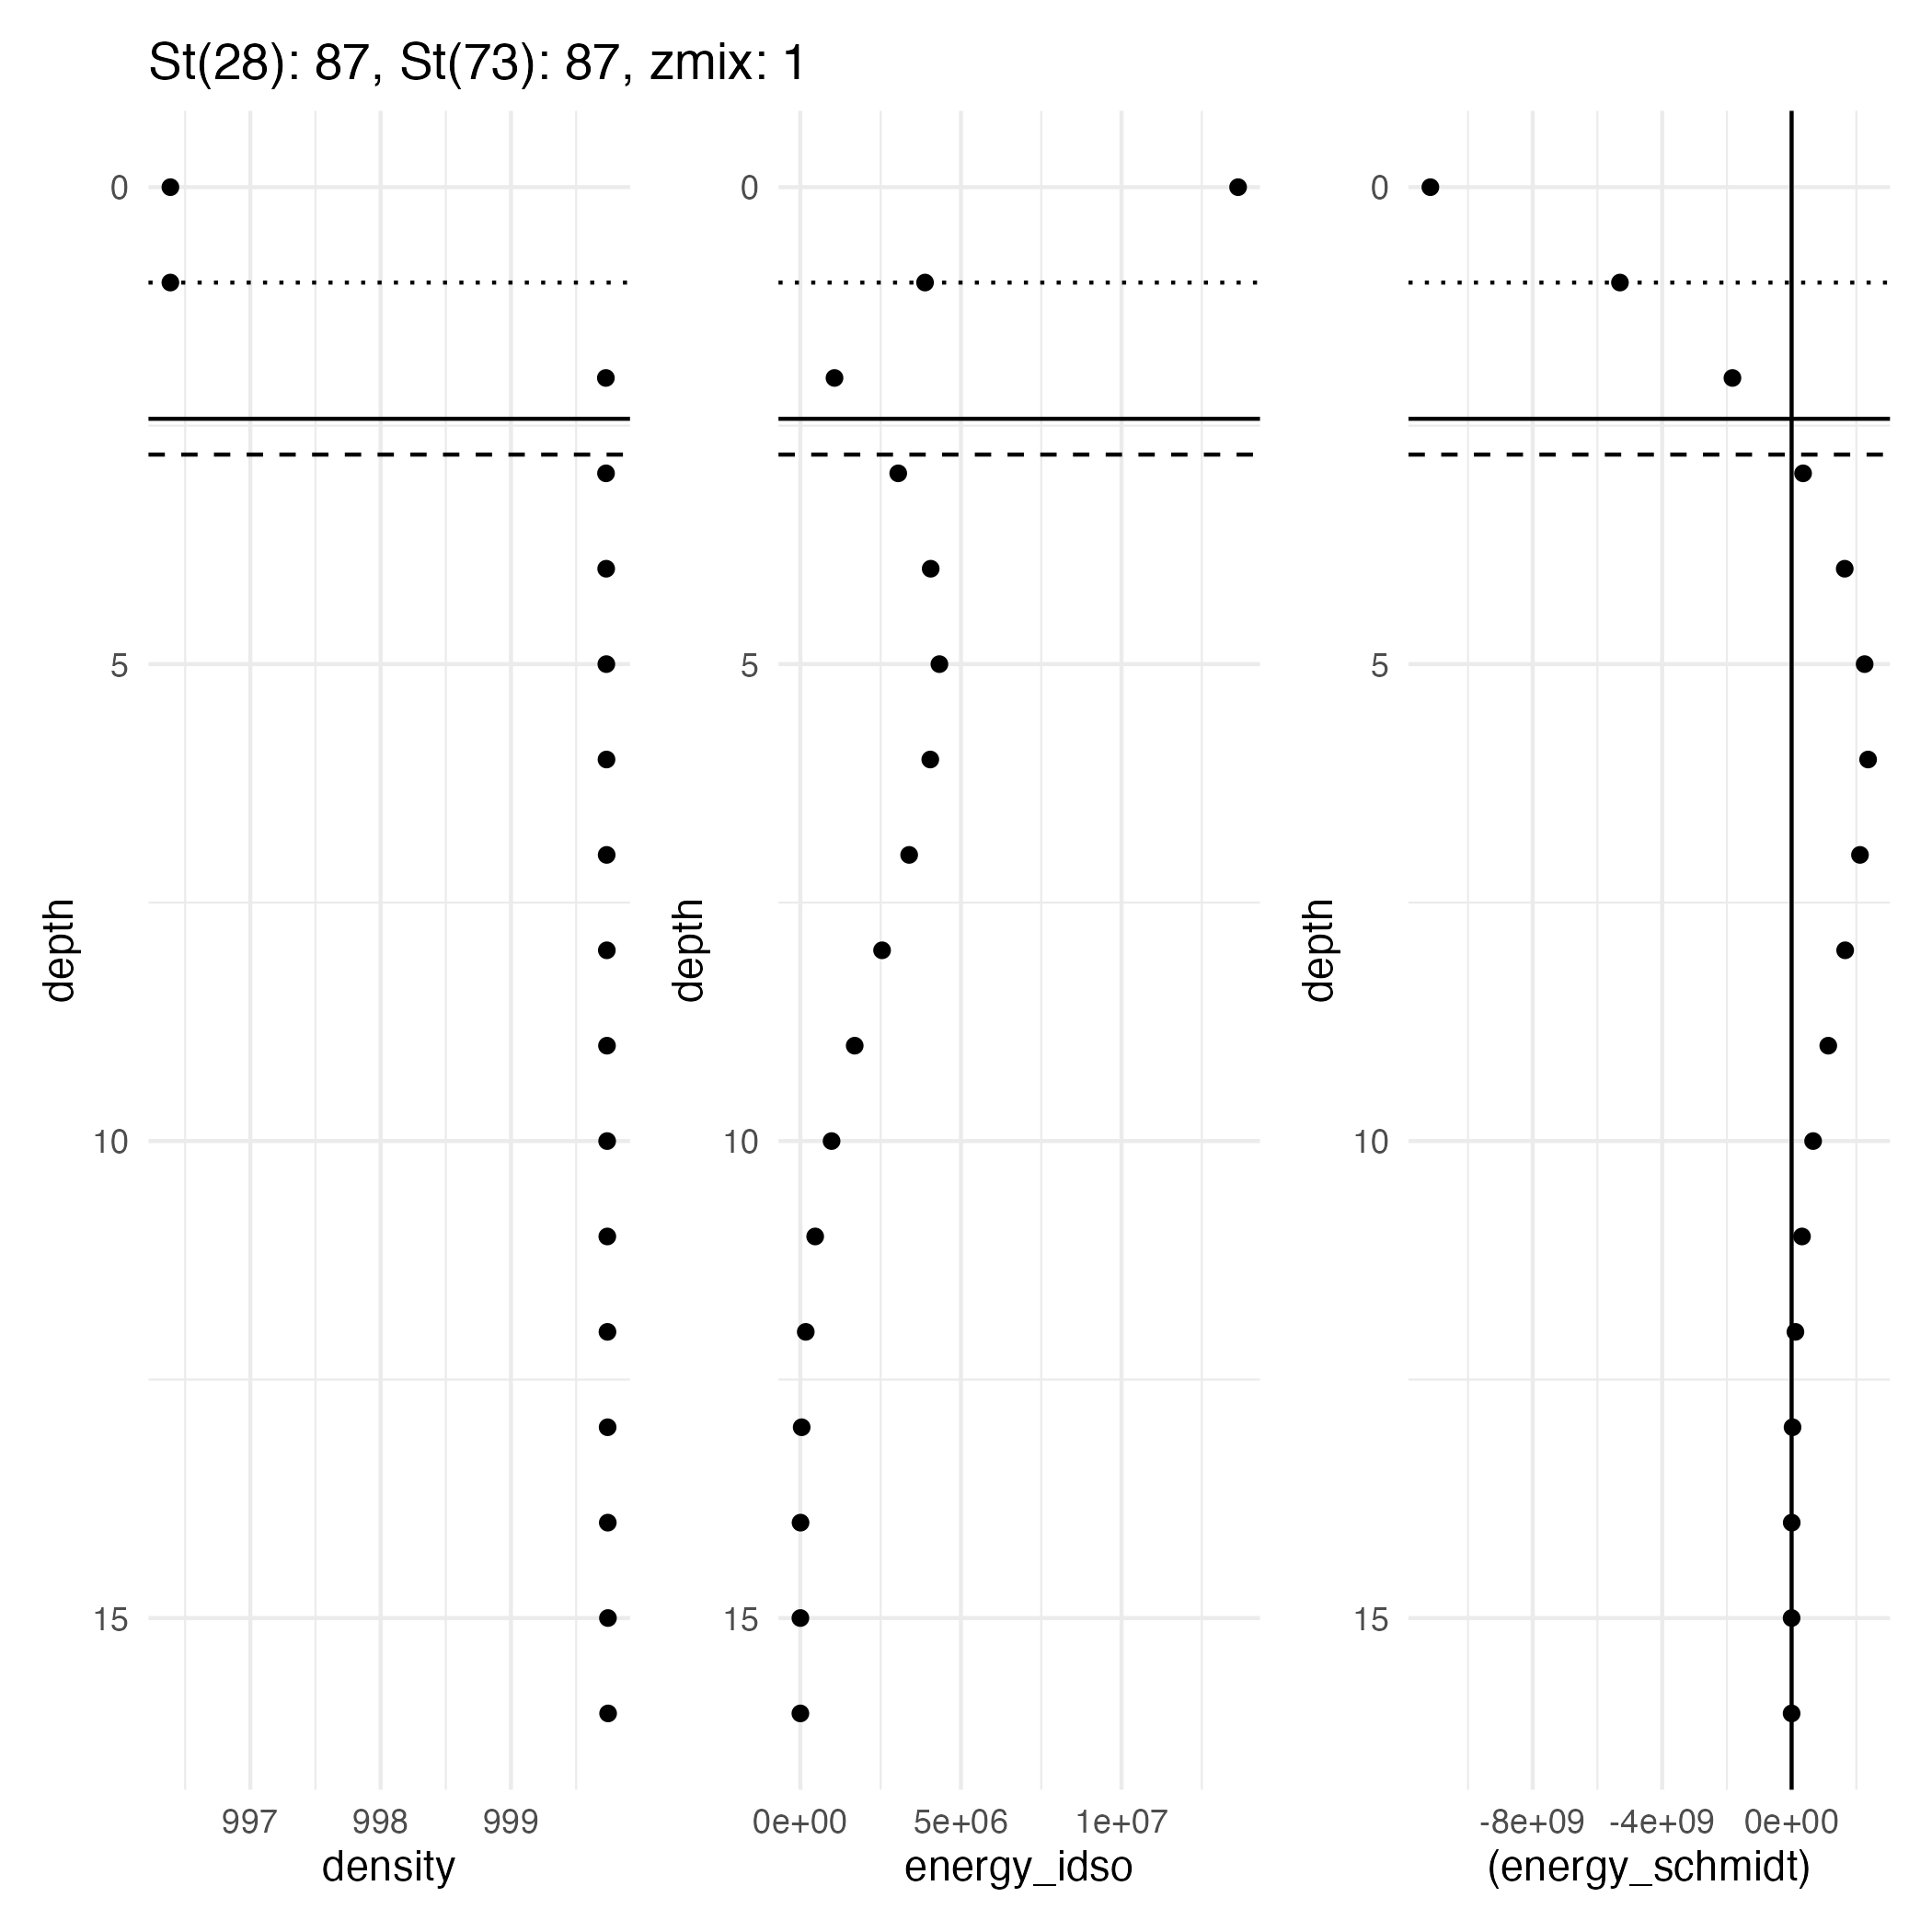 St(28): 87, St(73): 87, zmix: 1
0
5
10
15
depth
997 998 999
density
0
5
10
15
depth
0e+00 5e+06 1e+07
energy_idso
0
5
10
15
depth
-8e+09 -4e+09 0e+00
(energy_schmidt)